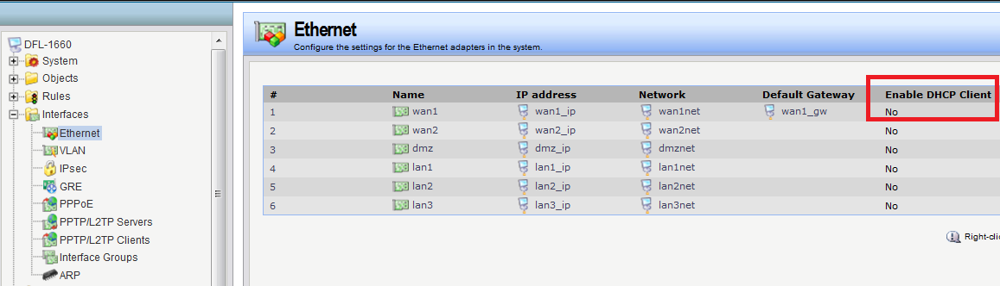 DFL-1660
System
Objects
Rules
Interfaces
Ethernet
VLAN
IPsec
GRE
PPPoE
PPTP/L2TP Servers
PPTP/L2TP Clients
Interface Groups
ARP
Ethernet
Configure the settings for the Ethernet adapters in the system.
# Name IP address Network Default Gateway Enable DHCP Client
1 wan1 wan1_ip wan1net wan1_gw No
2 wan2 wan2_ip wan2net No
3 dmz dmz_ip dmznet No
4 lan1 lan1_ip lan1net No
5 lan2 lan2_ip lan2net No
6 lan3 lan3_ip lan3net No
Right-cli